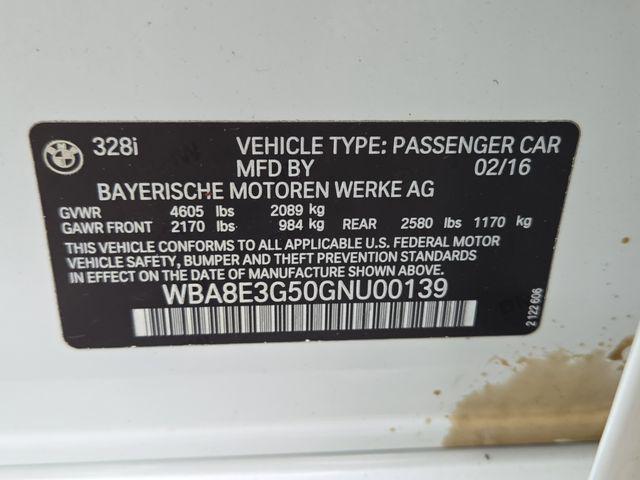 BMW 328i VEHICLE TYPE: PASSENGER CAR
MFD BY 02/16
BAYERISCHE MOTOREN WERKE AG
GVWR 4605 lbs 2089 kg
GAWR FRONT 2170 lbs 984 kg REAR 2580 lbs 1170 kg
THIS VEHICLE CONFORMS TO ALL APPLICABLE U.S. FEDERAL MOTOR
VEHICLE SAFETY, BUMPER AND THEFT PREVENTION STANDARDS
IN EFFECT ON THE DATE OF MANUFACTURE SHOWN ABOVE.
WBA8E3G50GNU00139
2 122 606